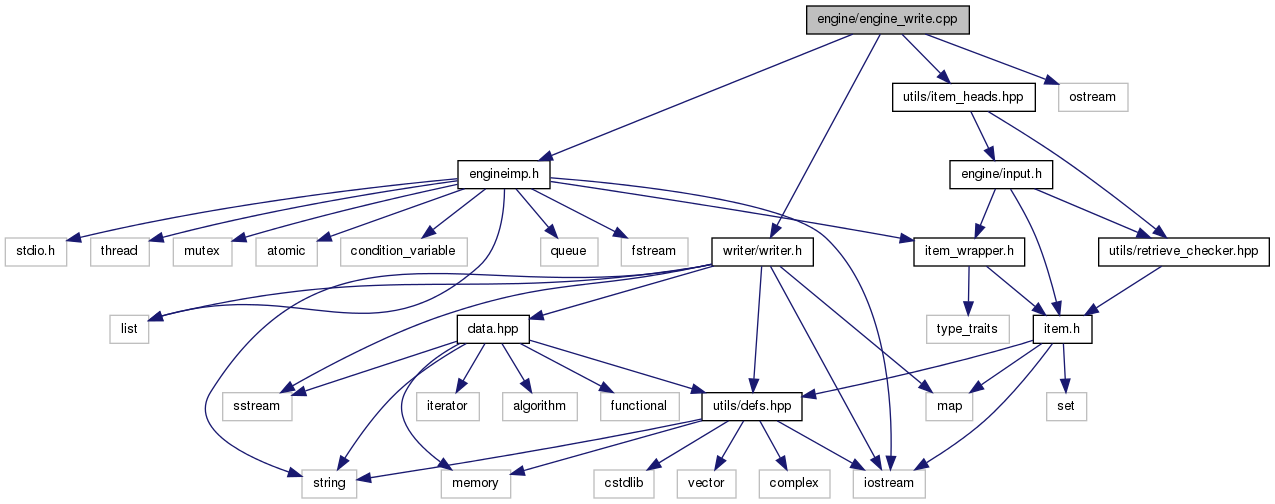 engine/engine_write.cpp
utils/item_heads.hpp
ostream
engineimp.h
engine/input.h
stdio.h
thread
mutex
atomic
condition_variable
queue
fstream
writer/writer.h
item_wrapper.h
utils/retrieve_checker.hpp
list
data.hpp
type_traits
item.h
sstream
iterator
algorithm
functional
utils/defs.hpp
map
set
string
memory
cstdlib
vector
complex
iostream